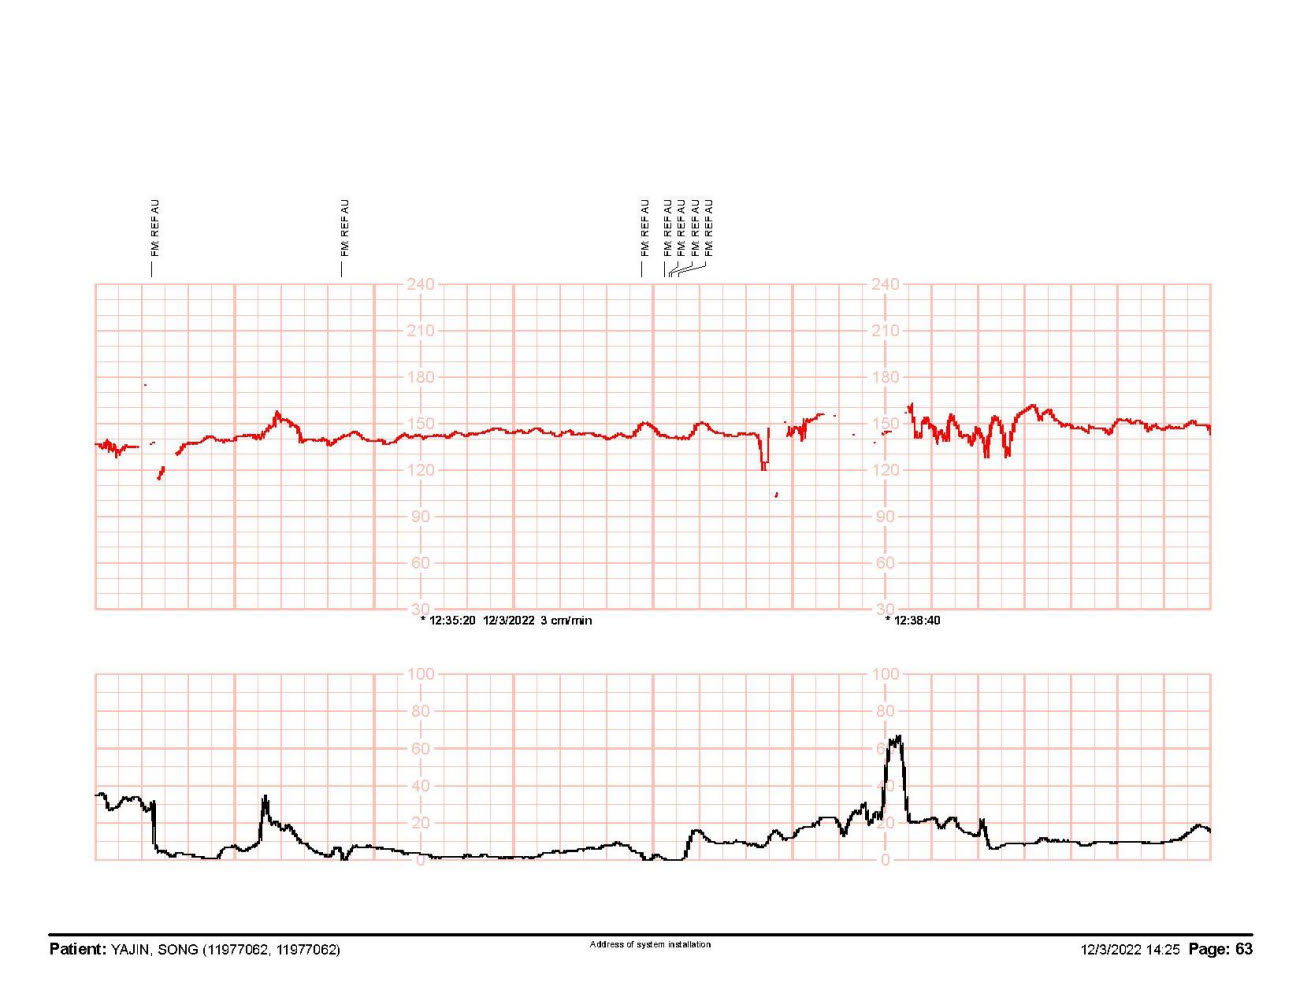 FM: REF AU
FM: REF AU
FM: REF AU
FM: REF AU
FM: REF AU
FM: REF AU
FM: REF AU
240 240
210 210
180 180
150 150
120 120
90 90
60 60
30 30
* 12:35:20 12/3/2022 3 cm/min * 12:38:40
100 100
80 80
60 60
40 40
20 20
0 0
Patient: YAJIN, SONG (11977062, 11977062) Address of system installation 12/3/2022 14:25 Page: 63